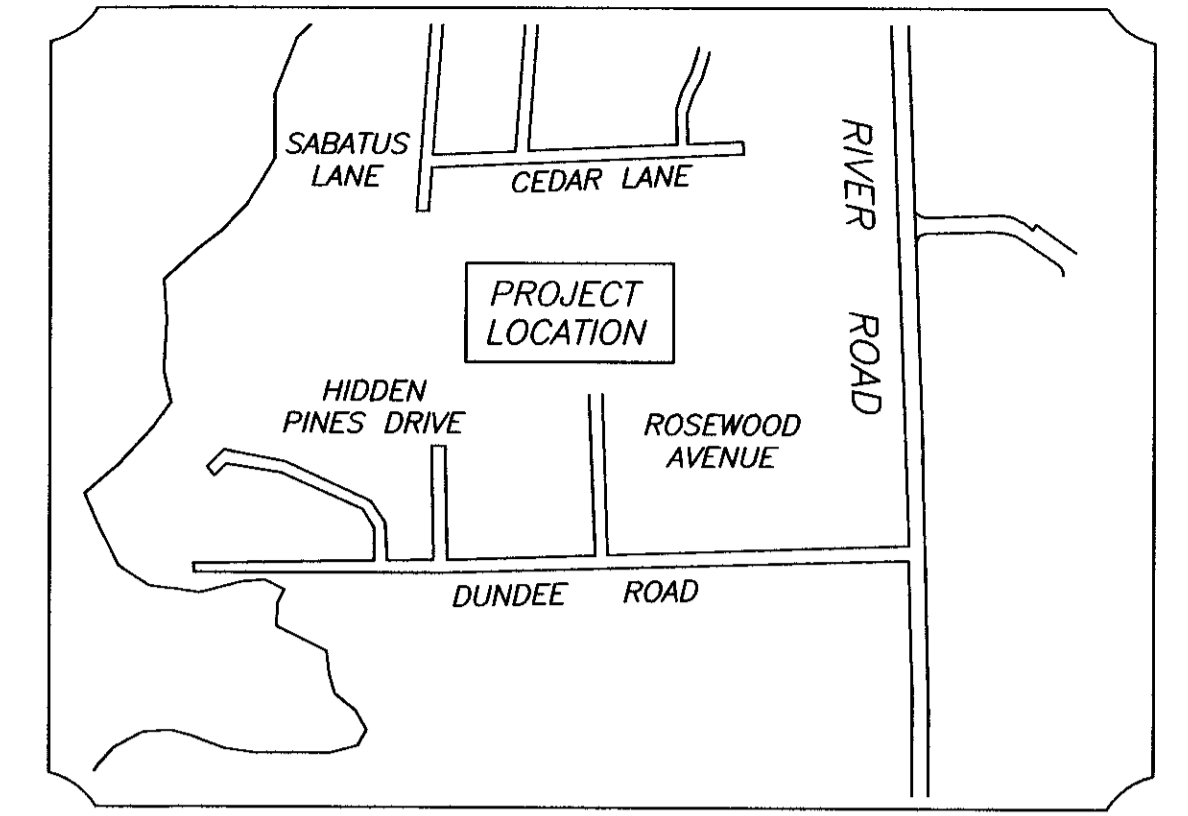 SABATUS
LANE
CEDAR LANE
RIVER ROAD
PROJECT
LOCATION
HIDDEN
PINES DRIVE
ROSEWOOD
AVENUE
DUNDEE ROAD